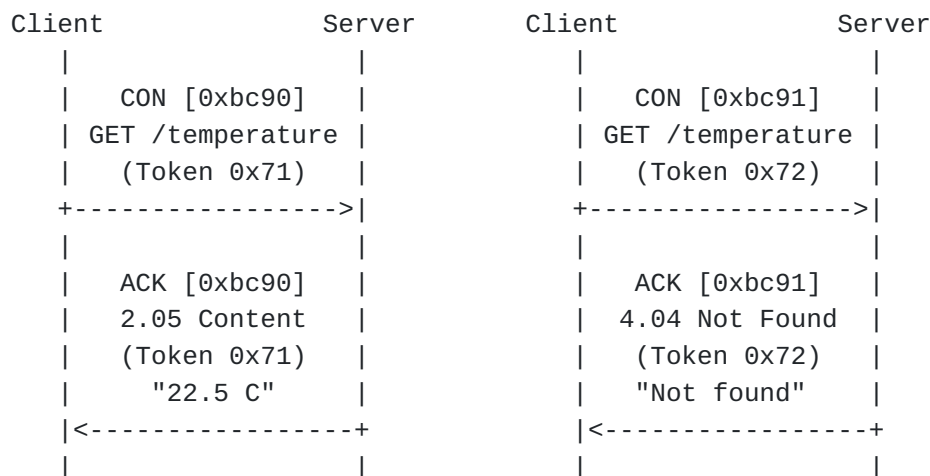 Client              Server       Client              Server
   |                  |             |                  |
   |   CON [0xbc90]   |             |   CON [0xbc91]   |
   | GET /temperature |             | GET /temperature |
   |   (Token 0x71)   |             |   (Token 0x72)   |
   +----------------->|             +----------------->|
   |                  |             |                  |
   |   ACK [0xbc90]   |             |   ACK [0xbc91]   |
   |   2.05 Content   |             |  4.04 Not Found  |
   |   (Token 0x71)   |             |   (Token 0x72)   |
   |     "22.5 C"     |             |   "Not found"    |
   |<-----------------+             |<-----------------+
   |                  |             |                  |